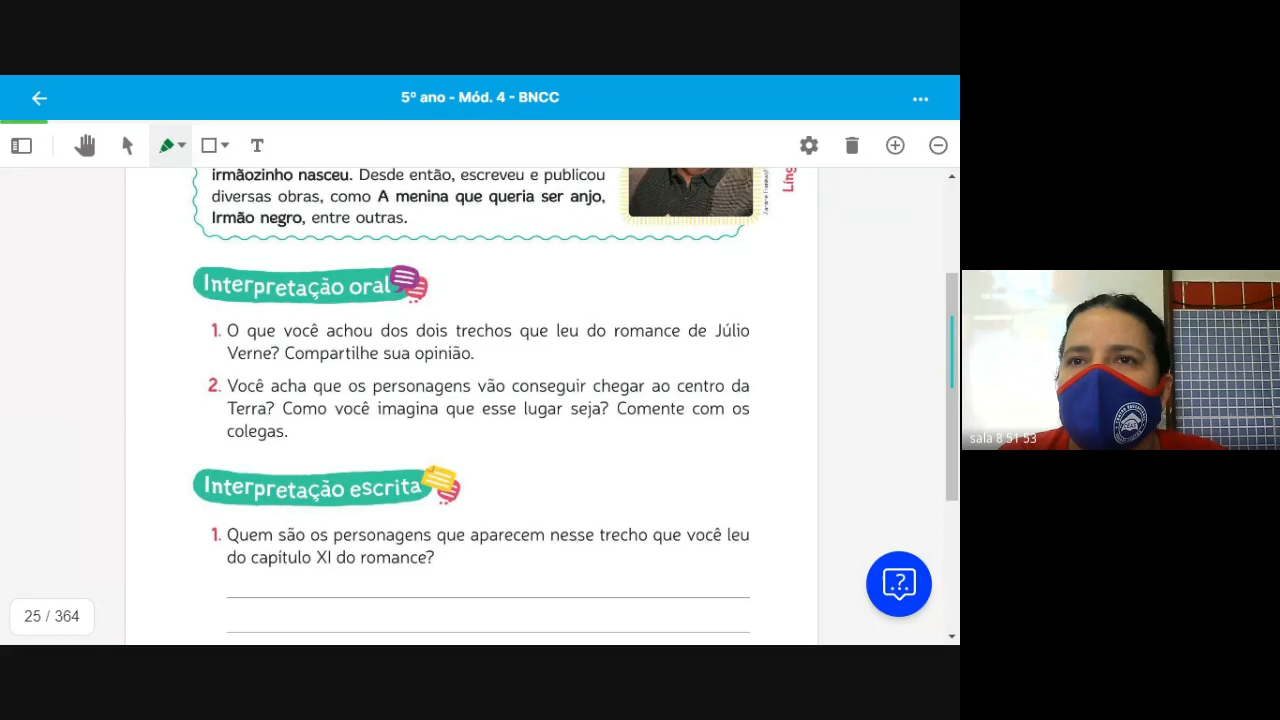 5º ano - Mód. 4 - BNCC
T
irmãozinho nasceu. Desde então, escreveu e publicou
diversas obras, como A menina que queria ser anjo,
Irmão negro, entre outras.
Líng
Interpretação oral
1. O que você achou dos dois trechos que leu do romance de Júlio
Verne? Compartilhe sua opinião.
2. Você acha que os personagens vão conseguir chegar ao centro da
Terra? Como você imagina que esse lugar seja? Comente com os
colegas.
Interpretação escrita
1. Quem são os personagens que aparecem nesse trecho que você leu
do capítulo XI do romance?
25 / 364
sala 8 51 53